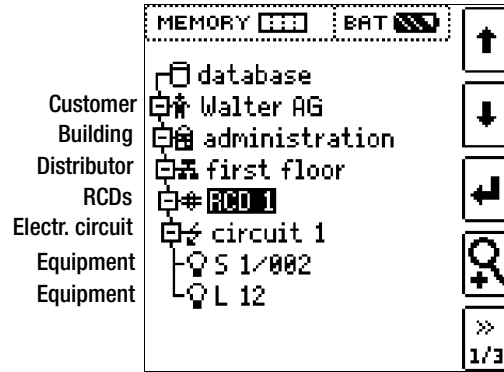 MEMORY BAT
database
Customer Walter AG
Building administration
Distributor first floor
RCDs RCD 1
Electr. circuit circuit 1
Equipment S 1/002
Equipment L 12
»
1/3